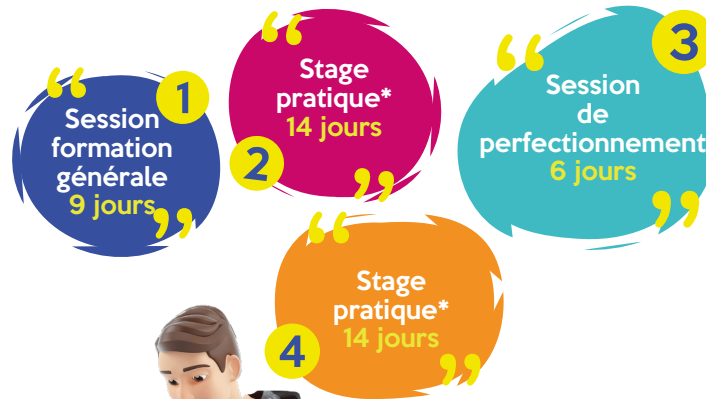 1
Session
formation
générale
9 jours
2
Stage
pratique*
14 jours
3
Session
de
perfectionnement
6 jours
4
Stage
pratique*
14 jours